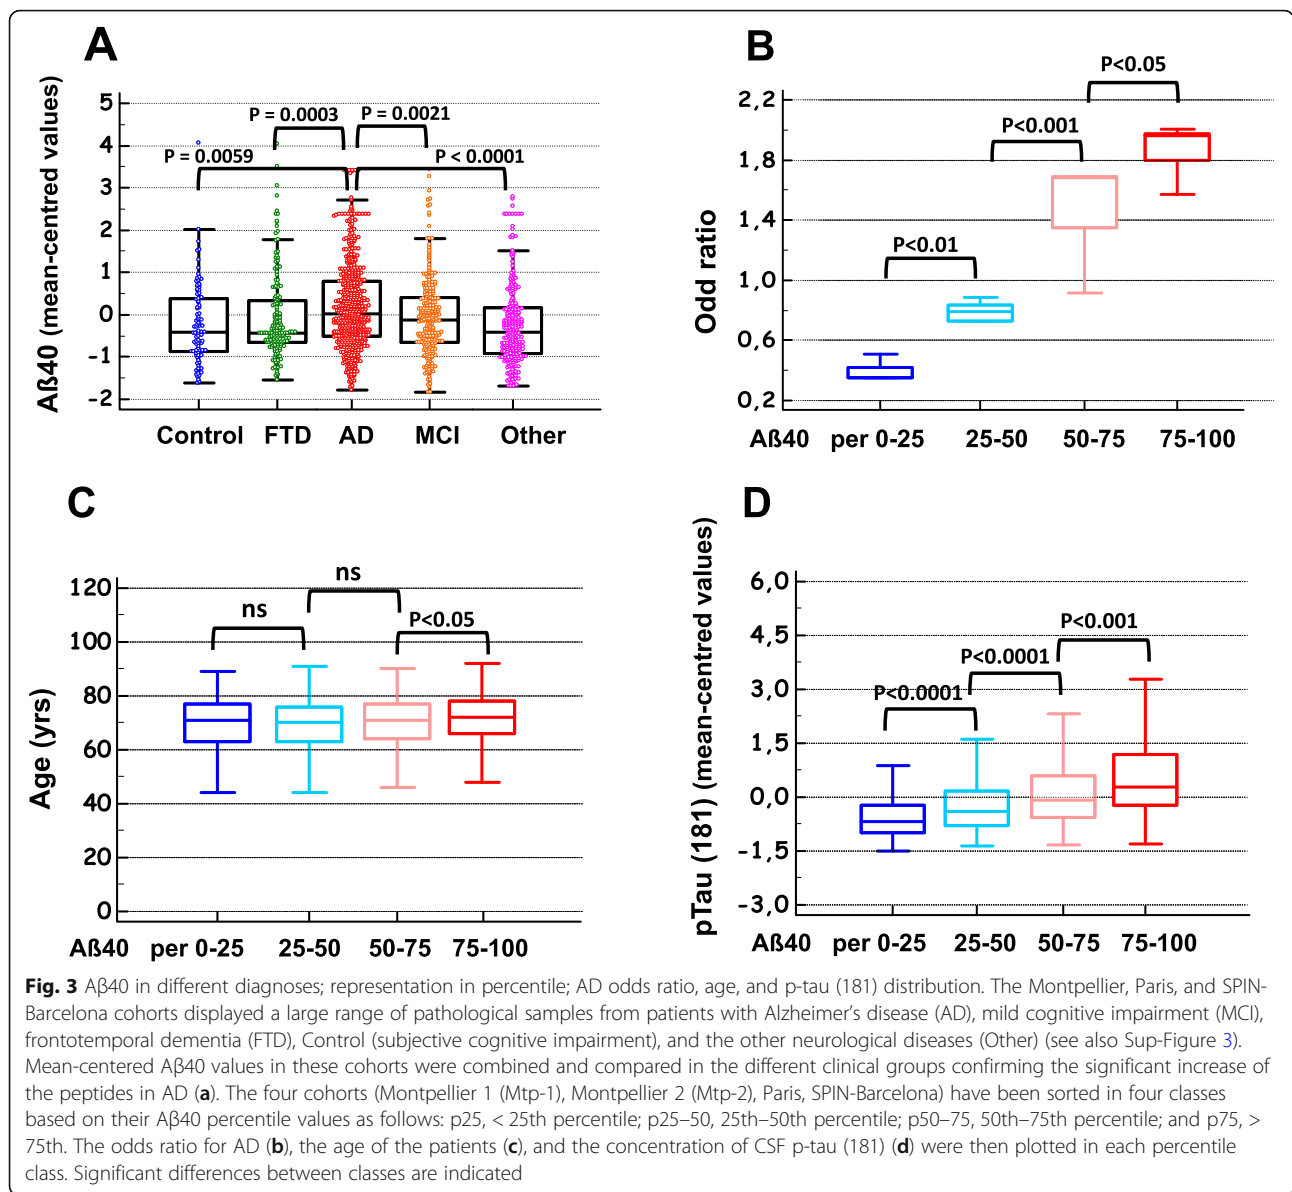 A
Aß40 (mean-centred values)
5
4
3
2
1
0
-1
-2
P = 0.0003
P = 0.0021
P = 0.0059
P < 0.0001
Control FTD AD MCI Other
B
Odd ratio
2,2
1,8
1,4
1,0
0,6
0,2
P<0.01
P<0.001
P<0.05
Aß40 per 0-25 25-50 50-75 75-100
C
Age (yrs)
120
100
80
60
40
20
0
ns
ns
P<0.05
Aß40 per 0-25 25-50 50-75 75-100
D
pTau (181) (mean-centred values)
6,0
4,5
3,0
1,5
0,0
-1,5
-3,0
P<0.0001
P<0.0001
P<0.001
Aß40 per 0-25 25-50 50-75 75-100
Fig. 3 Aβ40 in different diagnoses; representation in percentile; AD odds ratio, age, and p-tau (181) distribution. The Montpellier, Paris, and SPIN-
Barcelona cohorts displayed a large range of pathological samples from patients with Alzheimer's disease (AD), mild cognitive impairment (MCI),
frontotemporal dementia (FTD), Control (subjective cognitive impairment), and the other neurological diseases (Other) (see also Sup-Figure 3).
Mean-centered Aβ40 values in these cohorts were combined and compared in the different clinical groups confirming the significant increase of
the peptides in AD (a). The four cohorts (Montpellier 1 (Mtp-1), Montpellier 2 (Mtp-2), Paris, SPIN-Barcelona) have been sorted in four classes
based on their Aβ40 percentile values as follows: p25, < 25th percentile; p25–50, 25th–50th percentile; p50–75, 50th–75th percentile; and p75, >
75th. The odds ratio for AD (b), the age of the patients (c), and the concentration of CSF p-tau (181) (d) were then plotted in each percentile
class. Significant differences between classes are indicated